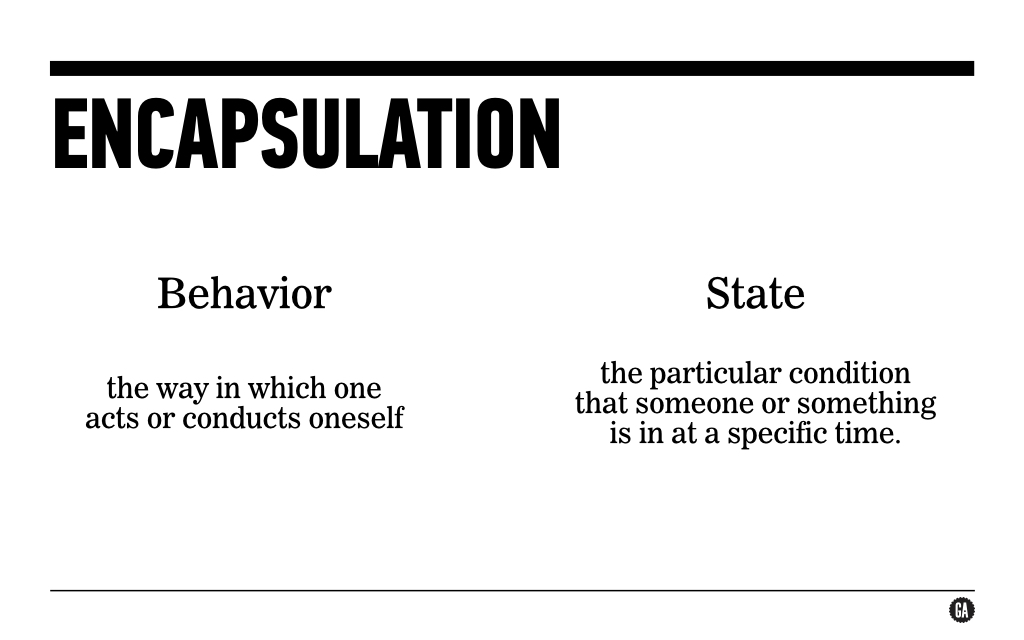 ENCAPSULATION
Behavior
the way in which one
acts or conducts oneself
State
the particular condition
that someone or something
is in at a specific time.
GA